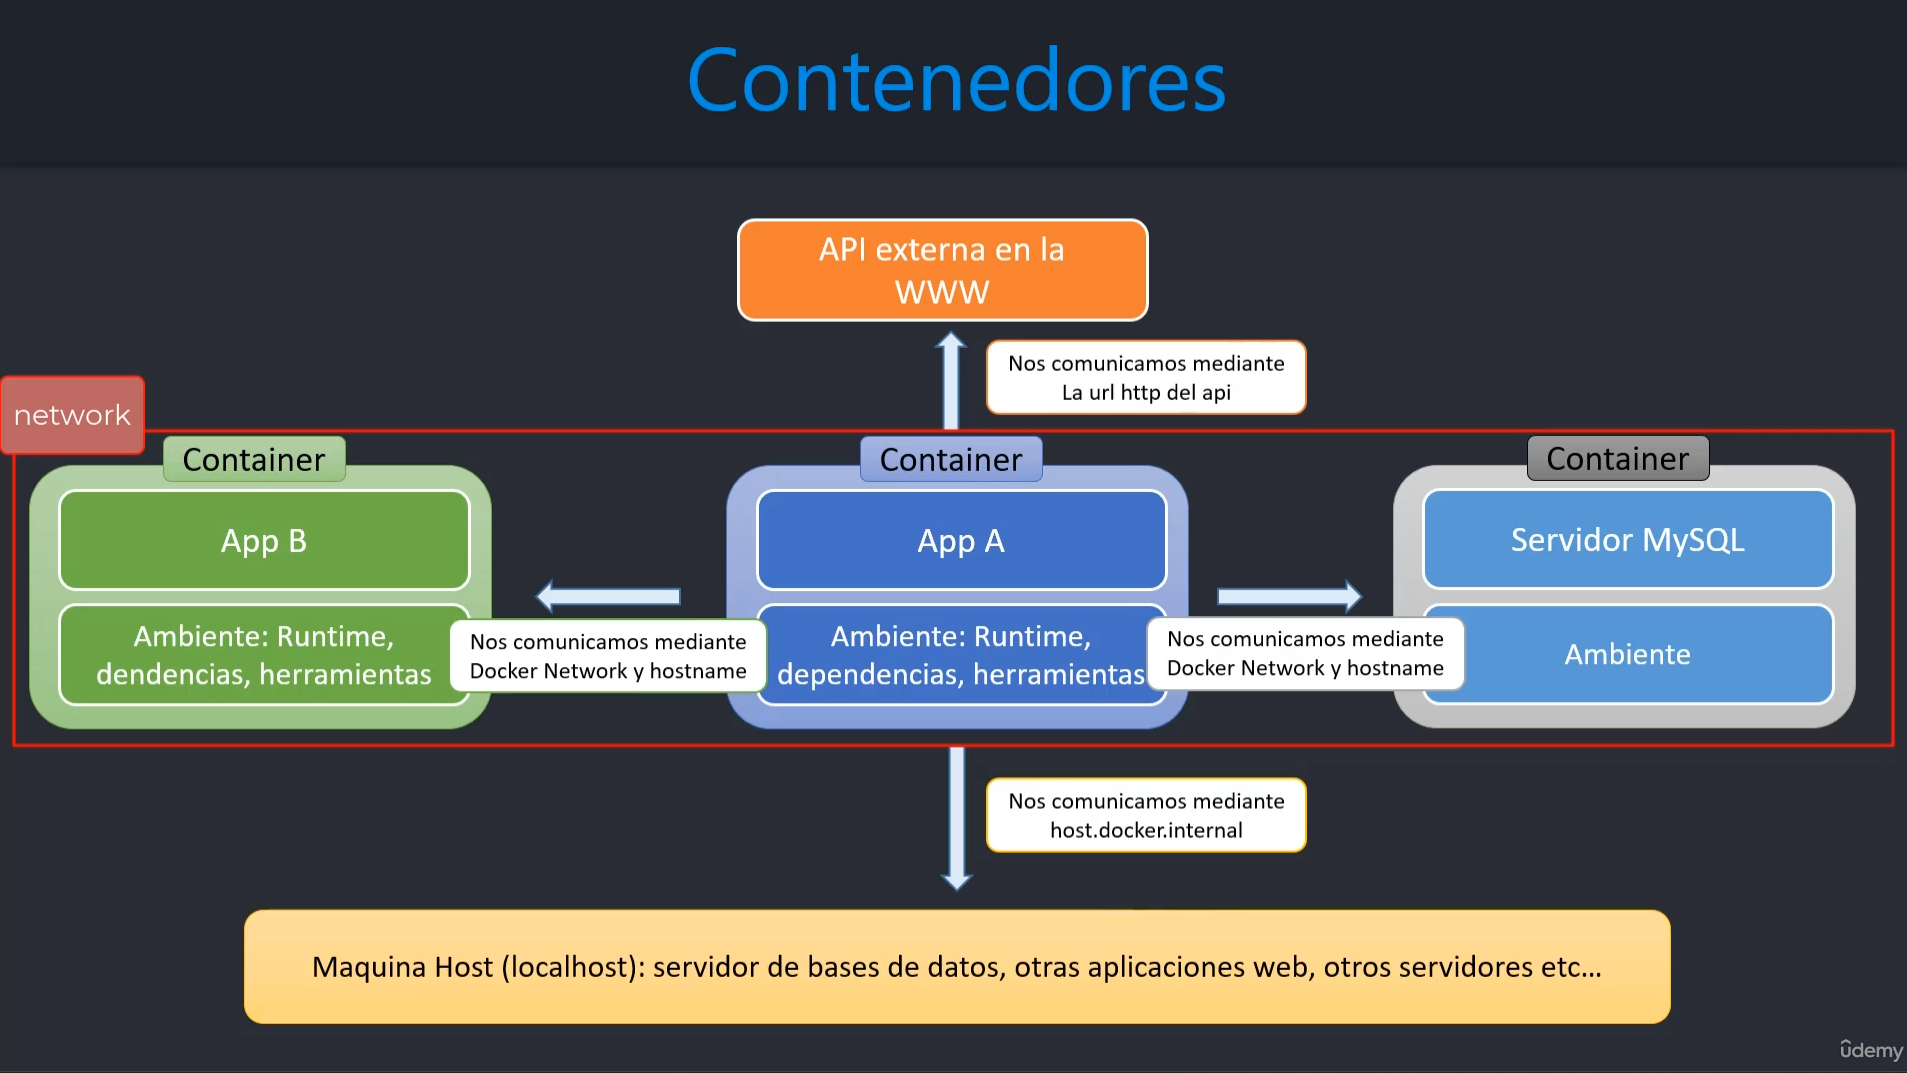 Contenedores
API externa en la
WWW
Nos comunicamos mediante
La url http del api
network
Container
App B
Ambiente: Runtime,
dendencias, herramientas
Nos comunicamos mediante
Docker Network y hostname
Container
App A
Ambiente: Runtime,
dependencias, herramientas
Nos comunicamos mediante
Docker Network y hostname
Container
Servidor MySQL
Ambiente
Nos comunicamos mediante
host.docker.internal
Maquina Host (localhost): servidor de bases de datos, otras aplicaciones web, otros servidores etc...
ûdemy